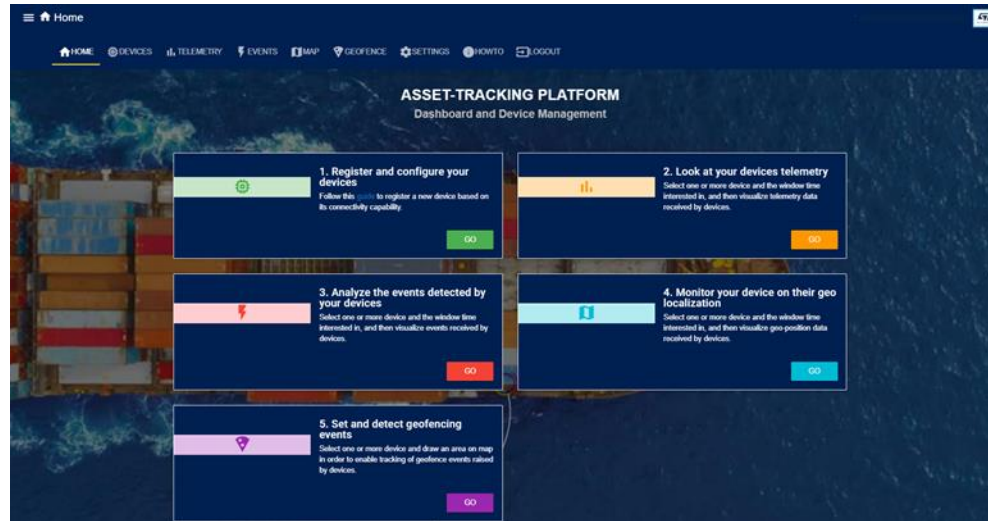 Home
HOME DEVICES TELEMETRY EVENTS MAP GEOFENCE SETTINGS HOWTO LOGOUT
ASSET-TRACKING PLATFORM
Dashboard and Device Management
1. Register and configure your
devices
Follow this guide to register a new device based on
its connectivity capability.
GO
2. Look at your devices telemetry
Select one or more device and the window time
interested in, and then visualize telemetry data
received by devices.
GO
3. Analyze the events detected by
your devices
Select one or more device and the window time
interested in, and then visualize events received by
devices.
GO
4. Monitor your device on their geo
localization
Select one or more device and the window time
interested in, and then visualize geo-position data
received by devices.
GO
5. Set and detect geofencing
events
Select one or more device and draw an area on map
in order to enable tracking of geofence events raised
by devices.
GO